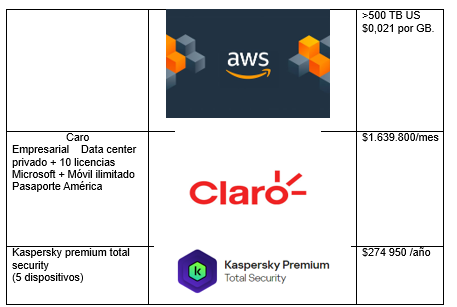 aws
>500 TB US
$0,021 por GB.
Caro
Empresarial Data center
privado + 10 licencias
Microsoft + Móvil ilimitado
Pasaporte América
Claro
$1.639.800/mes
Kaspersky premium total
security
(5 dispositivos)
Kaspersky Premium
Total Security
$274 950 /año